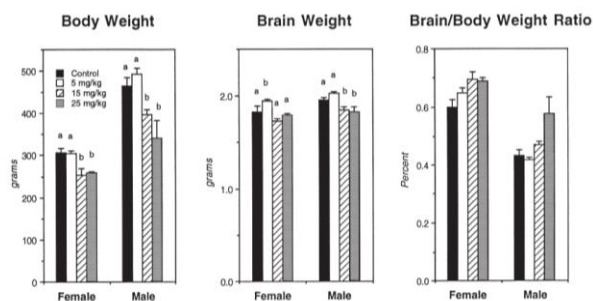 Body Weight
500
400
300
200
100
0
grams
Control
5 mg/kg
15 mg/kg
25 mg/kg
a a b b
a a b b
Female Male
Brain Weight
2.0
1.0
0.0
grams
a b a a
a a b b
Female Male
Brain/Body Weight Ratio
0.8
0.6
0.4
0.2
0.0
Percent
Female Male